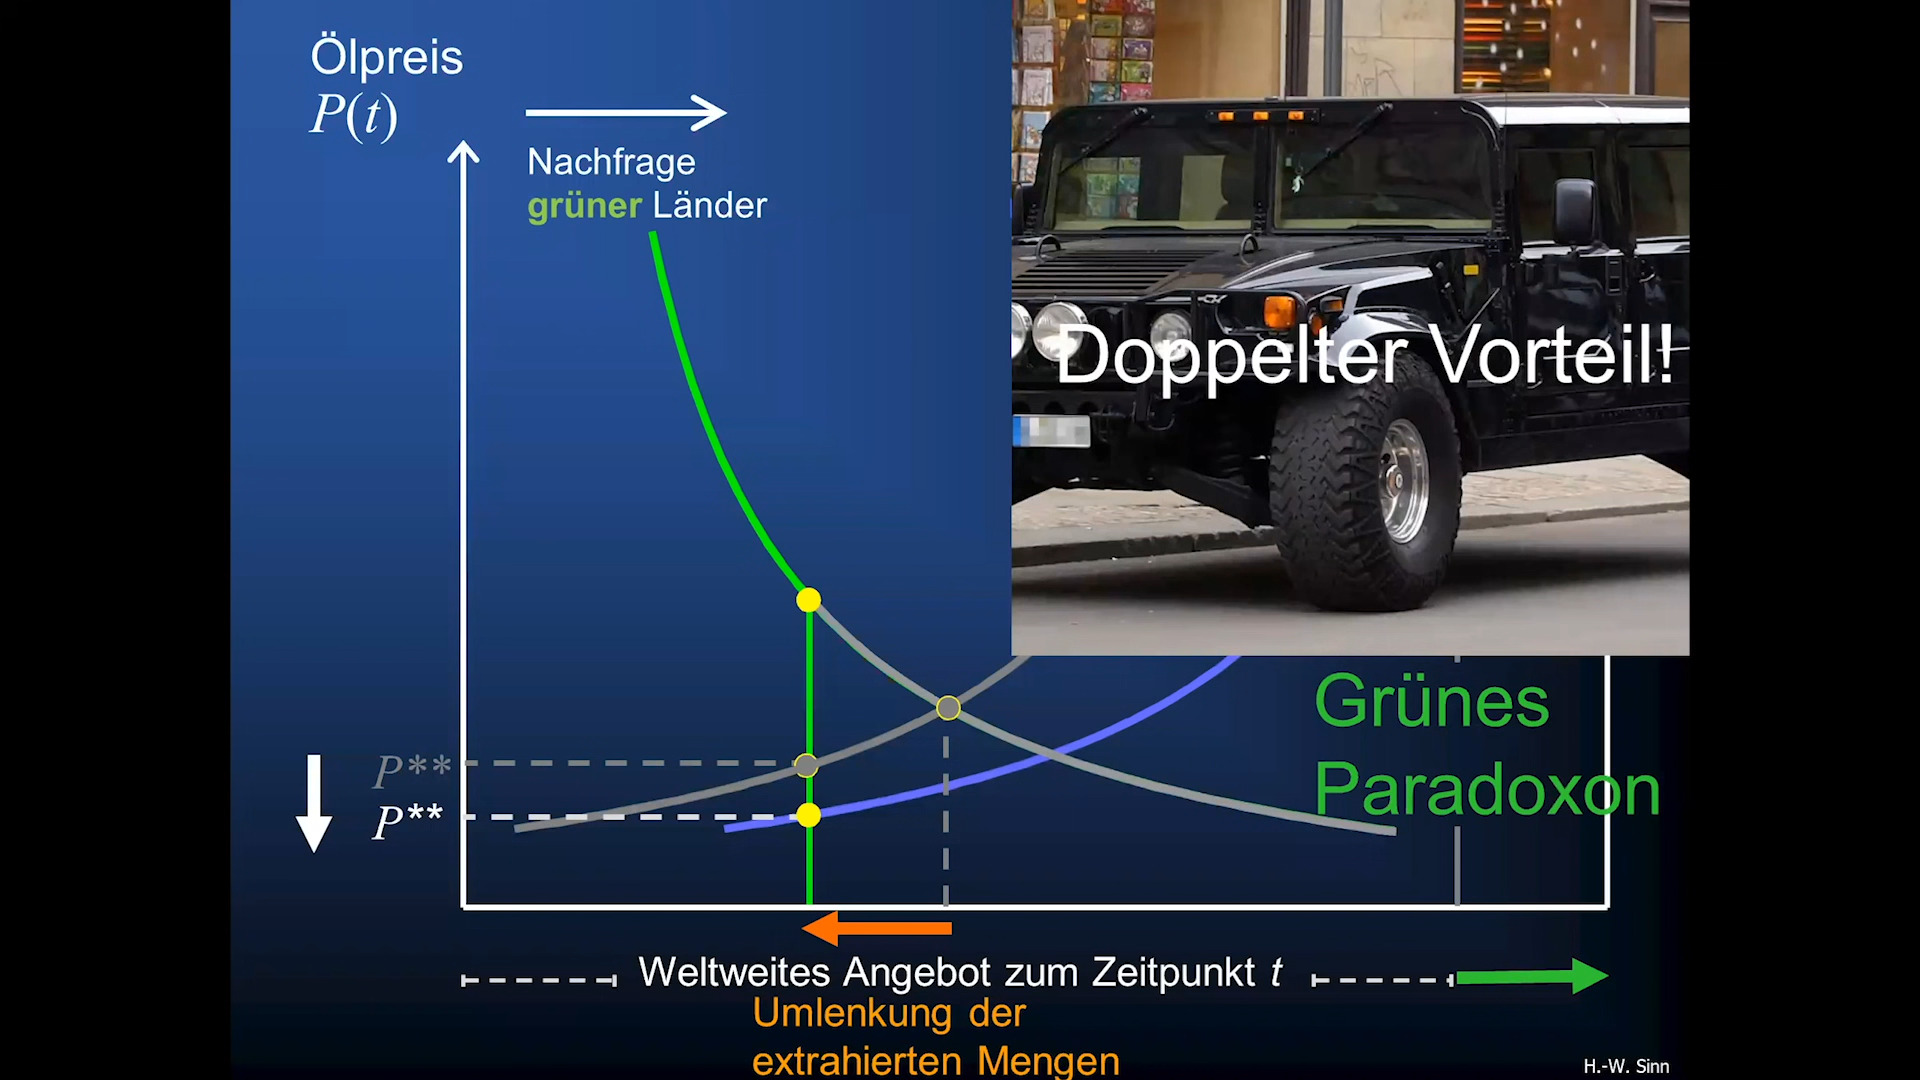 Ölpreis
P(t)
Nachfrage
grüner Länder
Doppelter Vorteil!
Grünes
Paradoxon
P**
P**
Weltweites Angebot zum Zeitpunkt t
Umlenkung der
extrahierten Mengen
H.-W. Sinn